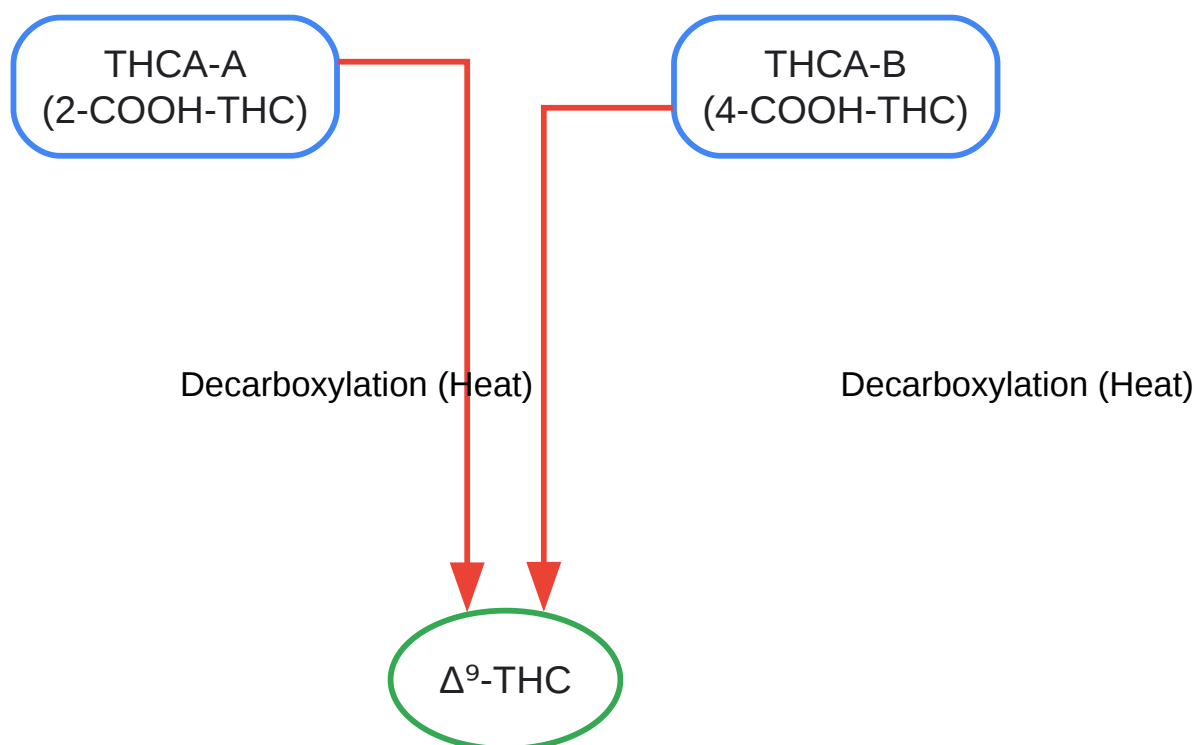 THCA-A
(2-COOH-THC)
THCA-B
(4-COOH-THC)
Decarboxylation (Heat)
Decarboxylation (Heat)
Δ⁹-THC